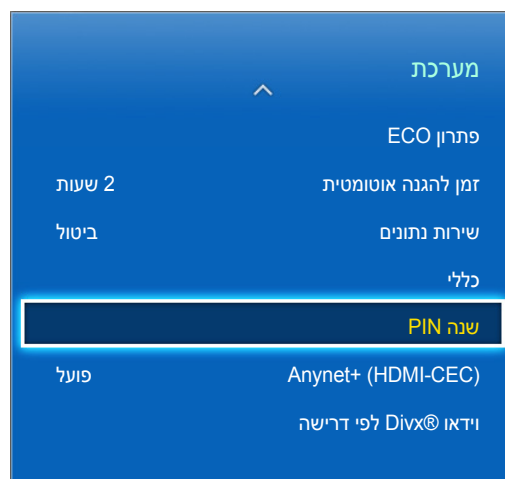 מערכת
פתרון ECO
זמן להגנה אוטומטית 2 שעות
שירות נתונים ביטול
כללי
שנה PIN
Anynet+ (HDMI-CEC) פועל
וידאו Divx® לפי דרישה